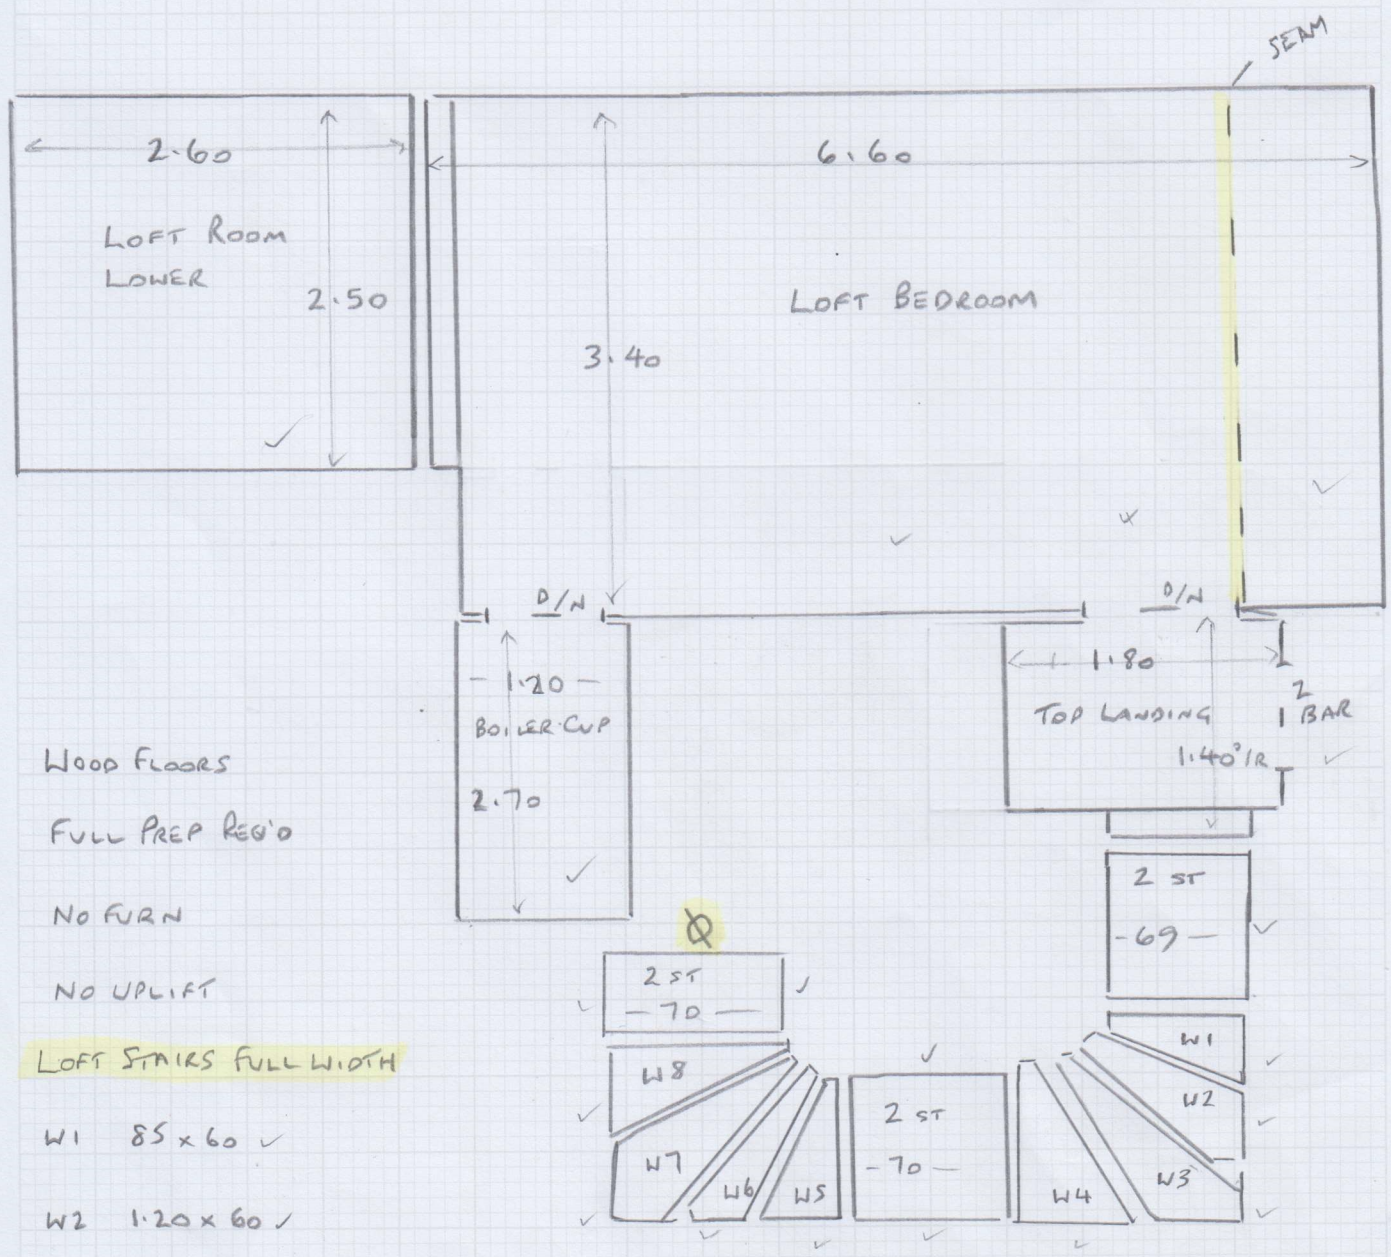 SEAM
2.60
6.60
LOFT ROOM
LOWER
2.50
LOFT BEDROOM
3.40
D/N
D/N
1.20
BOILER CUP
2.70
1.80
TOP LANDING
2
BAR
1.40
WOOD FLOORS
FULL PREP REQ'D
NO FURN
NO UPLIFT
LOFT STAIRS FULL WIDTH
W1 85 x 60 ✓
W2 1.20 x 60 ✓
2 ST
- 69 -
2 ST
- 70 -
2 ST
- 70 -
W1
W2
W3
W4
W5
W6
W7
W8